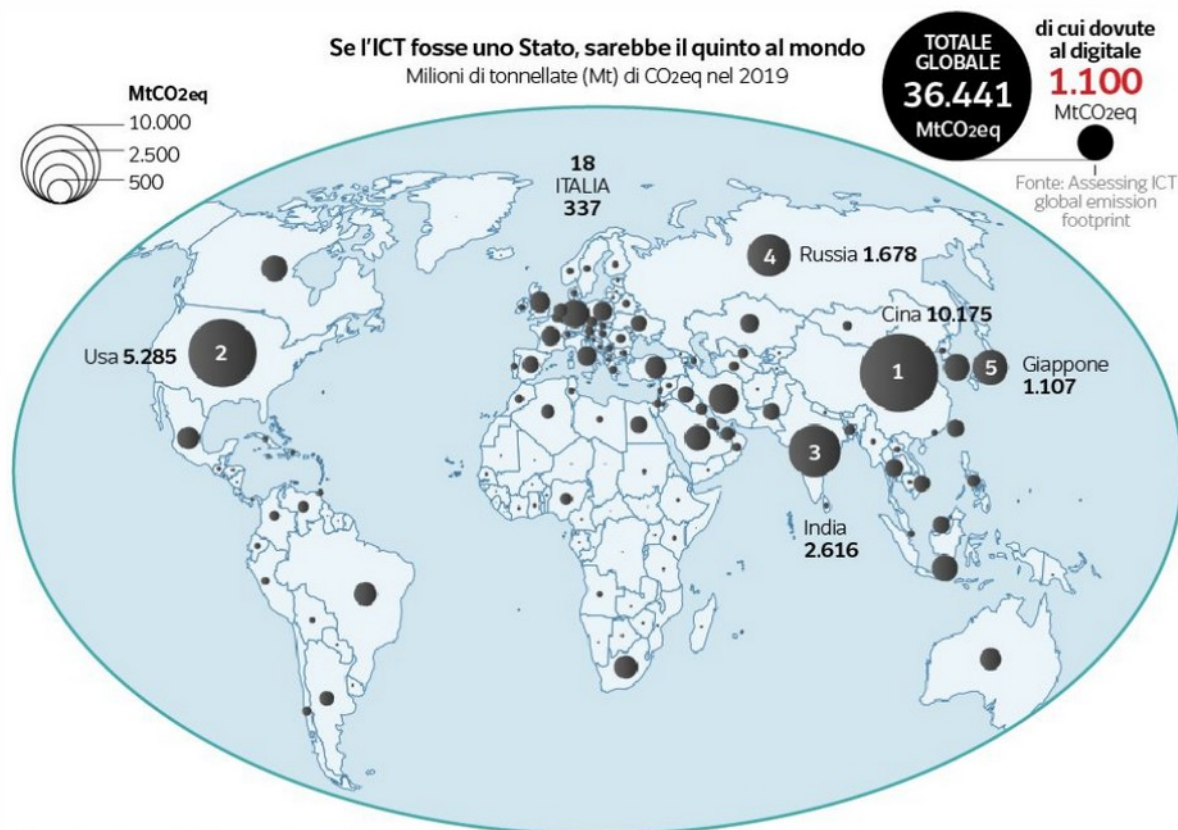 Se l'ICT fosse uno Stato, sarebbe il quinto al mondo
Milioni di tonnellate (Mt) di CO2eq nel 2019
TOTALE
GLOBALE
36.441
MtCO2eq
di cui dovute
al digitale
1.100
MtCO2eq
Fonte: Assessing ICT
global emission
footprint
MtCO2eq
10.000
2.500
500
18
ITALIA
337
4
Russia 1.678
Cina 10.175
1
Usa 5.285
2
5
Giappone
1.107
3
India
2.616